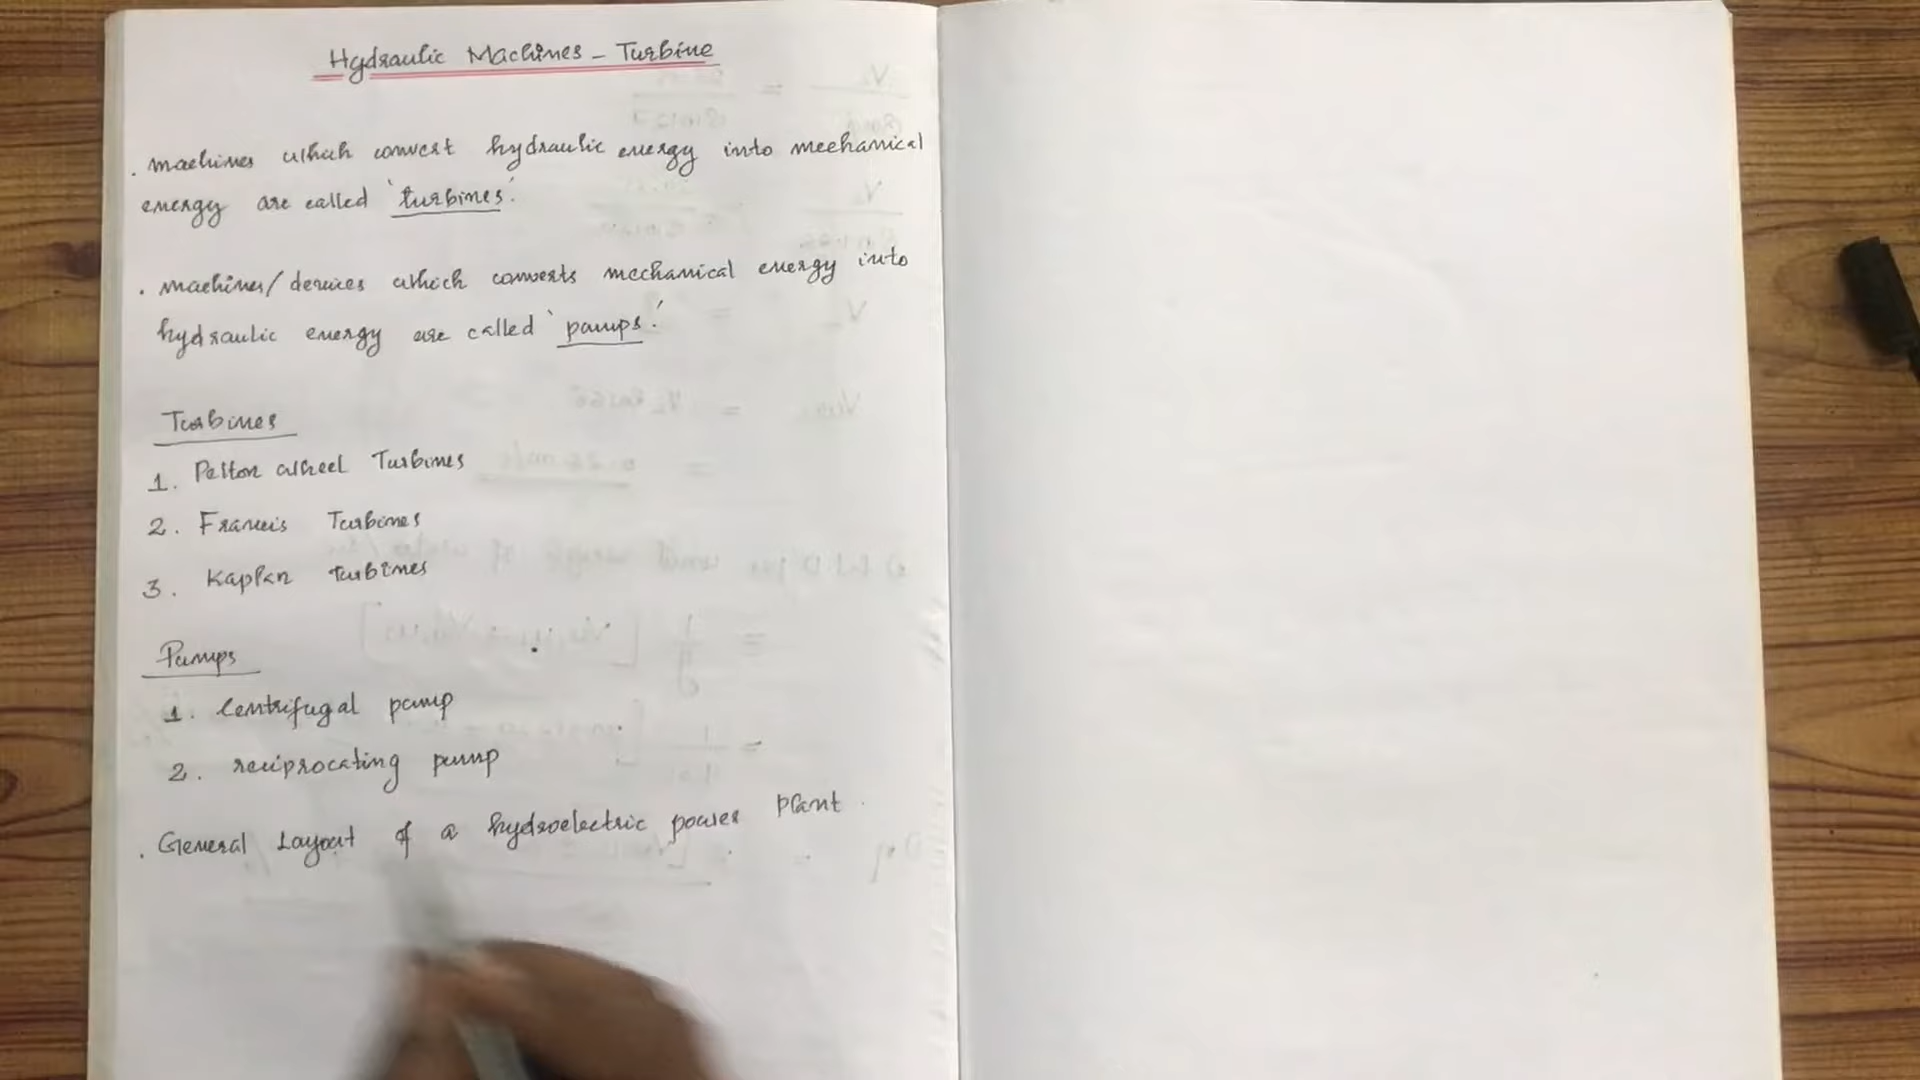 Hydraulic Machines - Turbine
. machines which convert hydraulic energy into mechanical
energy are called 'turbines'.
. machines/devices which converts mechanical energy into
hydraulic energy are called 'pumps.'
Turbines
1. Pelton wheel Turbines
2. Francis Turbines
3. Kaplan turbines
Pumps
1. Centrifugal pump
2. reciprocating pump
. General Layout of a hydroelectric power plant.